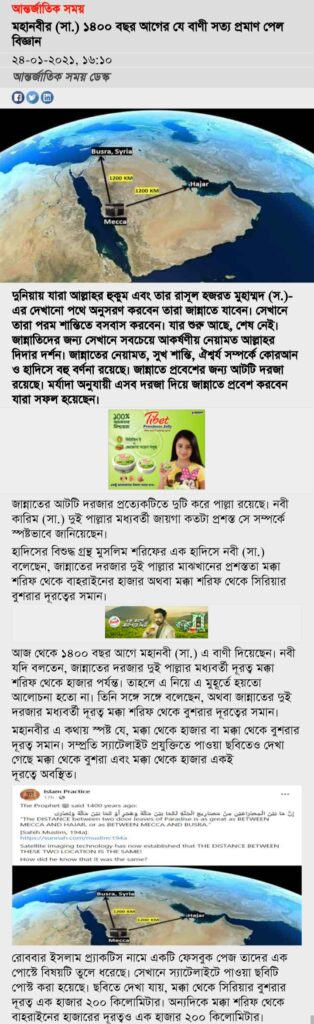 আন্তর্জাতিক সময়
মহানবীর (সা.) ১৪০০ বছর আগের যে বাণী সত্য প্রমাণ পেল
বিজ্ঞান
২৪-০১-২০২১, ১৬:১০
আন্তর্জাতিক সময় ডেস্ক
Busra, Syria
1200 KM
Hajar
1200 KM
Mecca
দুনিয়ায় যারা আল্লাহর হুকুম এবং তার রাসুল হজরত মুহাম্মদ (স.)-
এর দেখানো পথে অনুসরণ করবেন তারা জান্নাতে যাবেন। সেখানে
তারা পরম শান্তিতে বসবাস করবেন। যার শুরু আছে, শেষ নেই।
জান্নাতিদের জন্য সেখানে সবচেয়ে আকর্ষণীয় নেয়ামত আল্লাহর
দিদার দর্শন। জান্নাতের নেয়ামত, সুখ শান্তি, ঐশ্বর্য সম্পর্কে কোরআন
ও হাদিসে বহু বর্ণনা রয়েছে। জান্নাতে প্রবেশের জন্য আটটি দরজা
রয়েছে। মর্যাদা অনুযায়ী এসব দরজা দিয়ে জান্নাতে প্রবেশ করবেন
যারা সফল হয়েছেন।
১০০%
Tibet
জান্নাতের আটটি দরজার প্রত্যেকটিতে দুটি করে পাল্লা রয়েছে। নবী
কারিম (সা.) দুই পাল্লার মধ্যবর্তী জায়গা কতটা প্রশস্ত সে সম্পর্কে
স্পষ্টভাবে জানিয়েছেন।
হাদিসের বিশুদ্ধ গ্রন্থ মুসলিম শরিফের এক হাদিসে নবী (সা.)
বলেছেন, জান্নাতের দরজার দুই পাল্লার মাঝখানের প্রশস্ততা মক্কা
শরিফ থেকে বাহরাইনের হাজার অথবা মক্কা শরিফ থেকে সিরিয়ার
বুশরার দূরত্বের সমান।
আজ থেকে ১৪০০ বছর আগে মহানবী (সা.) এ বাণী দিয়েছেন। নবী
যদি বলতেন, জান্নাতের দরজার দুই পাল্লার মধ্যবর্তী দূরত্ব মক্কা
শরিফ থেকে হাজার পর্যন্ত। তাহলে এ নিয়ে এ মুহূর্তে হয়তো
আলোচনা হতো না। তিনি সঙ্গে সঙ্গে বলেছেন, অথবা জান্নাতের দুই
দরজার মধ্যবর্তী দূরত্ব মক্কা শরিফ থেকে বুশরার দূরত্বের সমান।
মহানবীর এ কথায় স্পষ্ট যে, মক্কা থেকে হাজার বা মক্কা থেকে বুশরার
দূরত্ব সমান। সম্প্রতি স্যাটেলাইট প্রযুক্তিতে পাওয়া ছবিতেও দেখা
গেছে মক্কা থেকে বুশরা এবং মক্কা থেকে হাজার একই
দূরত্বে অবস্থিত।
Islam Practice
The Prophet ﷺ said 1400 years ago:
"The DISTANCE between two door leaves of Paradise is as great as BETWEEN
MECCA AND HAJAR, or as BETWEEN MECCA AND BUSRA."
[Sahih Muslim, 194a]
https://sunnah.com/muslim:194a
Satellite imaging technology has now established that THE DISTANCE BETWEEN
THESE TWO LOCATION IS THE SAME!
How did he know that it was the same?
Busra, Syria
1200 KM
Hajar
1200 KM
Mecca
রোববার ইসলাম প্র্যাকটিস নামে একটি ফেসবুক পেজ তাদের এক
পোস্টে বিষয়টি তুলে ধরেছে। সেখানে স্যাটেলাইটে পাওয়া ছবিটি
পোস্ট করা হয়েছে। ছবিতে দেখা যায়, মক্কা থেকে সিরিয়ার বুশরার
দূরত্ব এক হাজার ২০০ কিলোমিটার। অন্যদিকে মক্কা শরিফ থেকে
বাহরাইনের হাজারের দূরত্বও এক হাজার ২০০ কিলোমিটার।